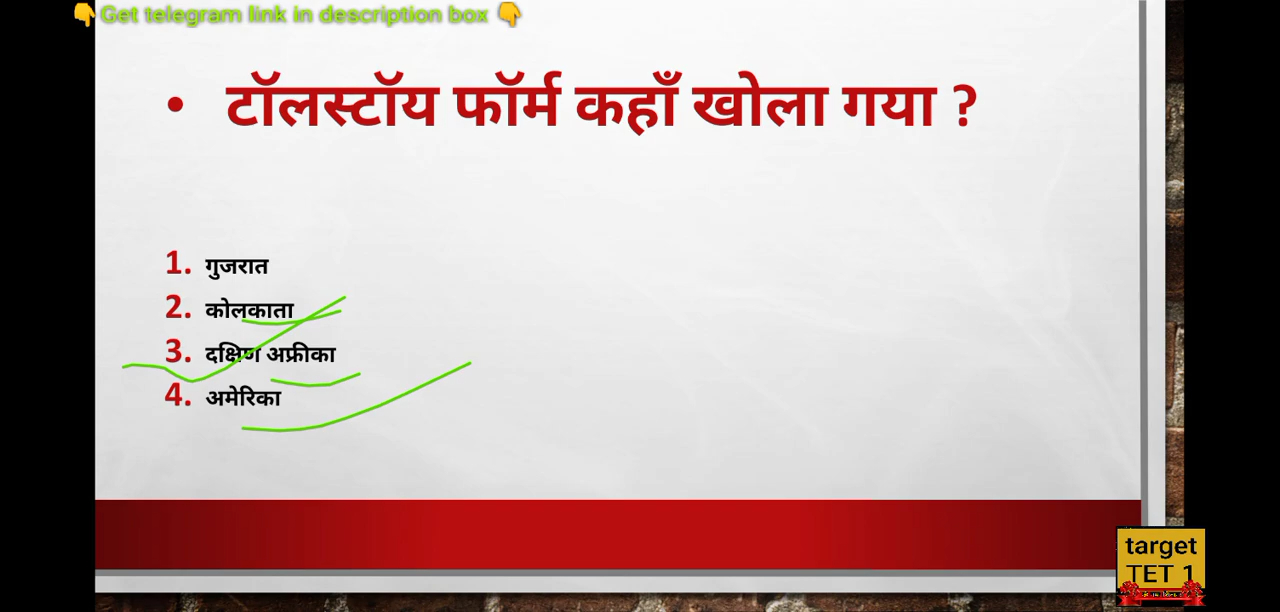 👇Get telegram link in description box 👇
• टॉलस्टॉय फॉर्म कहाँ खोला गया ?
1. गुजरात
2. कोलकाता
3. दक्षिण अफ्रीका
4. अमेरिका
target
TET 1